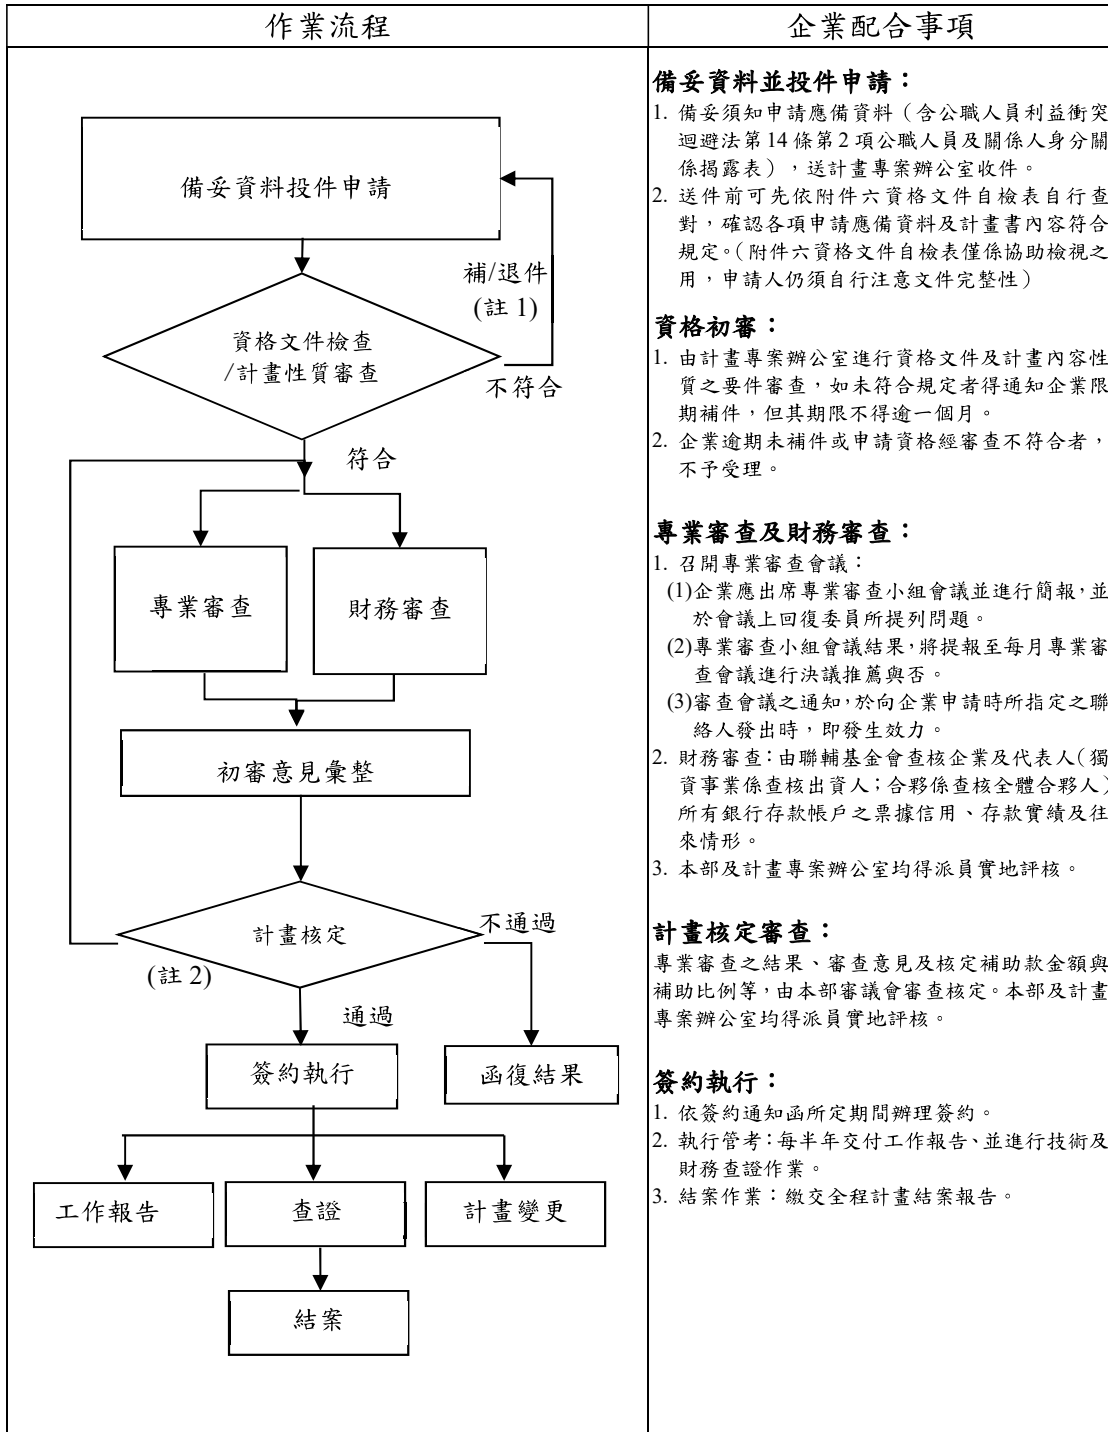 作業流程
企業配合事項
備妥資料投件申請
補/退件
(註 1)
資格文件檢查
/計畫性質審查
不符合
符合
專業審查
財務審查
初審意見彙整
計畫核定
不通過
(註 2)
通過
簽約執行
函復結果
工作報告
查證
計畫變更
結案
備妥資料並投件申請：
1. 備妥須知申請應備資料（含公職人員利益衝突
迴避法第 14 條第 2 項公職人員及關係人身分關
係揭露表），送計畫專案辦公室收件。
2. 送件前可先依附件六資格文件自檢表自行查
對，確認各項申請應備資料及計畫書內容符合
規定。（附件六資格文件自檢表僅係協助檢視之
用，申請人仍須自行注意文件完整性）
資格初審：
1. 由計畫專案辦公室進行資格文件及計畫內容性
質之要件審查，如未符合規定者得通知企業限
期補件，但其期限不得逾一個月。
2. 企業逾期未補件或申請資格經審查不符合者，
不予受理。
專業審查及財務審查：
1. 召開專業審查會議：
(1)企業應出席專業審查小組會議並進行簡報，並
於會議上回復委員所提列問題。
(2)專業審查小組會議結果，將提報至每月專業審
查會議進行決議推薦與否。
(3)審查會議之通知，於向企業申請時所指定之聯
絡人發出時，即發生效力。
2. 財務審查：由聯輔基金會查核企業及代表人（獨
資事業係查核出資人；合夥係查核全體合夥人）
所有銀行存款帳戶之票據信用、存款實績及往
來情形。
3. 本部及計畫專案辦公室均得派員實地評核。
計畫核定審查：
專業審查之結果、審查意見及核定補助款金額與
補助比例等，由本部審議會審查核定。本部及計畫
專案辦公室均得派員實地評核。
簽約執行：
1. 依簽約通知函所定期間辦理簽約。
2. 執行管考：每半年交付工作報告、並進行技術及
財務查證作業。
3. 結案作業：繳交全程計畫結案報告。